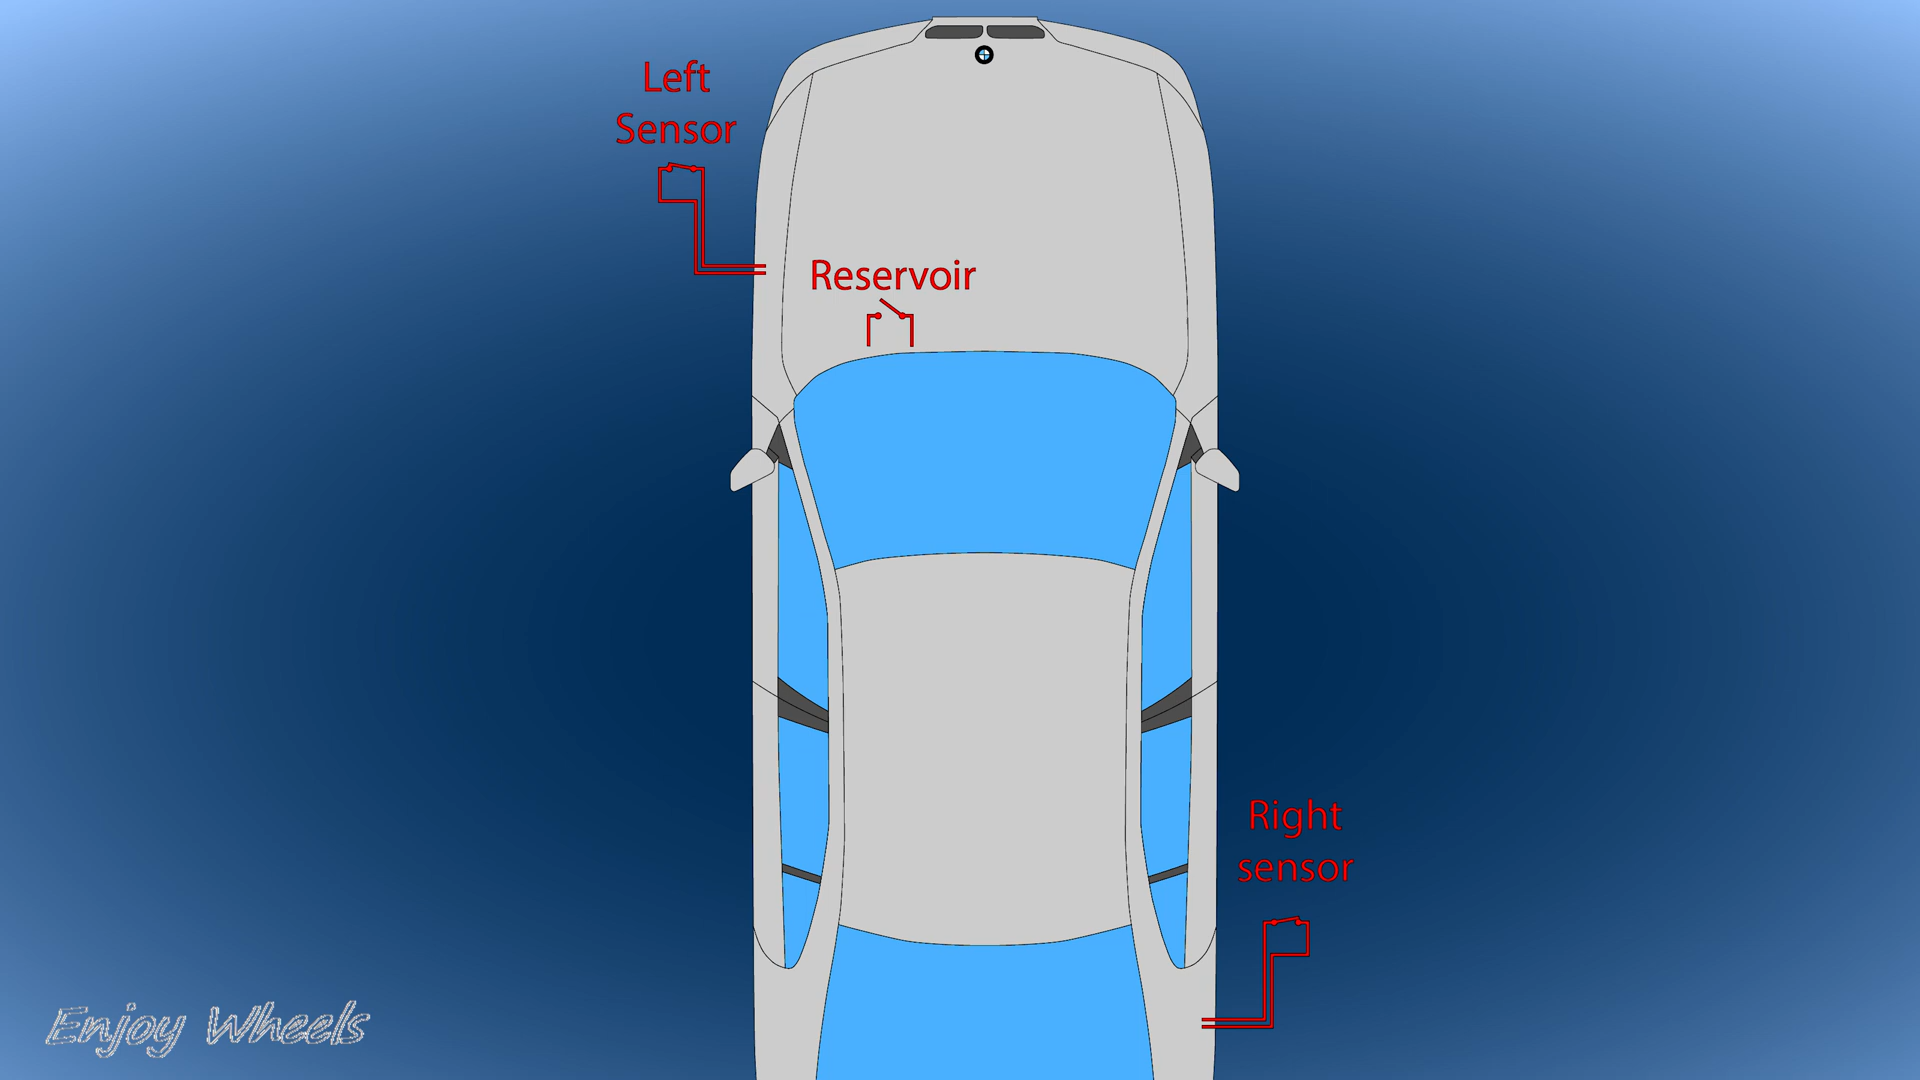 Left
Sensor
Reservoir
Right
sensor
Enjoy Wheels